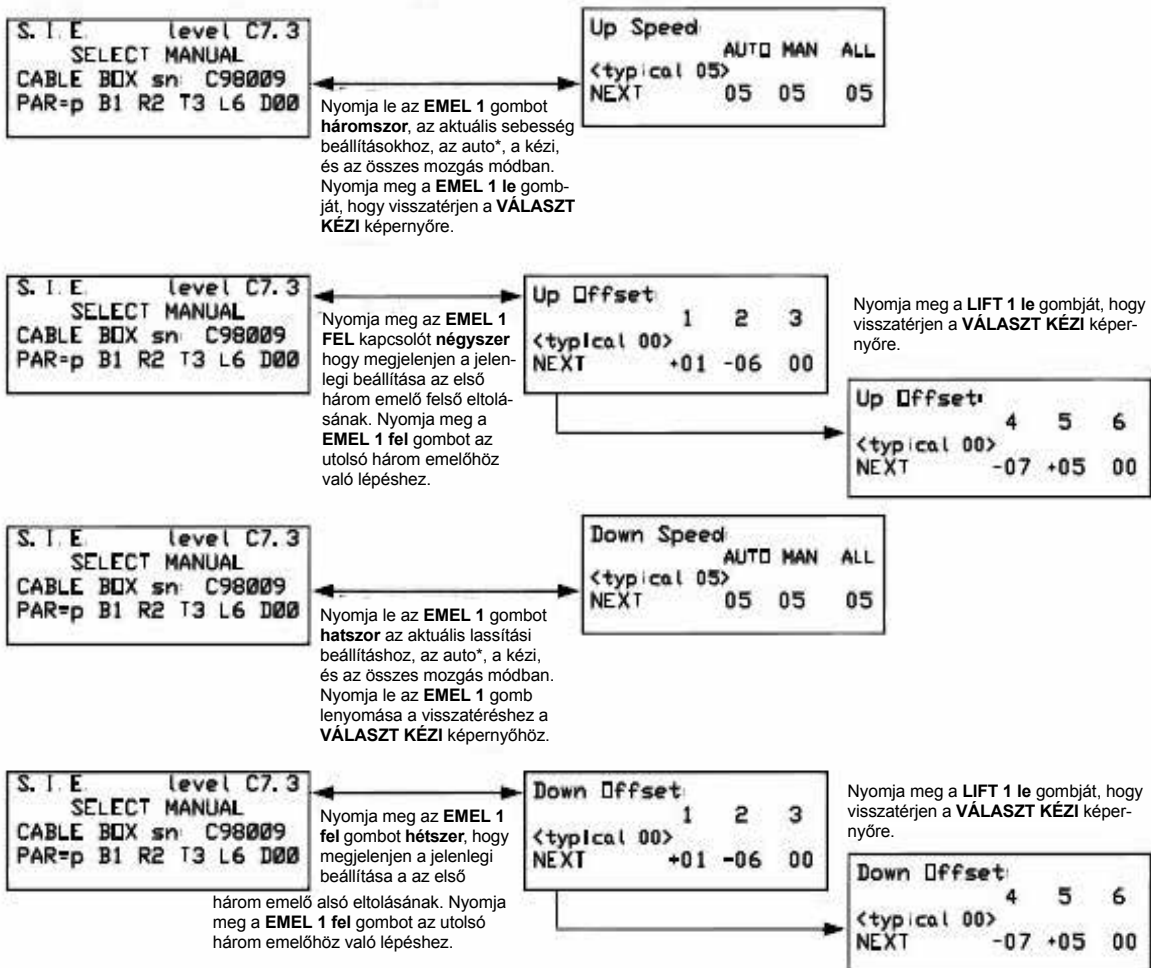 S. I. E. level C7.3
SELECT MANUAL
CABLE BOX sn: C98009
PAR=p B1 R2 T3 L6 D00
Nyomja le az EMEL 1 gombot
háromszor, az aktuális sebesség
beállításokhoz, az auto*, a kézi,
és az összes mozgás módban.
Nyomja meg a EMEL 1 le gomb-
ját, hogy visszatérjen a VÁLASZT
KÉZI képernyőre.
Up Speed:
AUTO MAN ALL
<typical 05>
NEXT 05 05 05
S. I. E. level C7.3
SELECT MANUAL
CABLE BOX sn: C98009
PAR=p B1 R2 T3 L6 D00
Nyomja meg az EMEL 1
FEL kapcsolót négyszer
hogy megjelenjen a jelen-
legi beállítása az első
három emelő felső eltolá-
sának. Nyomja meg a
EMEL 1 fel gombot az
utolsó három emelőhöz
való lépéshez.
Up Offset:
1 2 3
<typical 00>
NEXT +01 -06 00
Nyomja meg a LIFT 1 le gombját, hogy
visszatérjen a VÁLASZT KÉZI képer-
nyőre.
Up Offset:
4 5 6
<typical 00>
NEXT -07 +05 00
S. I. E. level C7.3
SELECT MANUAL
CABLE BOX sn: C98009
PAR=p B1 R2 T3 L6 D00
Nyomja le az EMEL 1 gombot
hatszor az aktuális lassítási
beállításhoz, az auto*, a kézi,
és az összes mozgás módban.
Nyomja le az EMEL 1 gomb
lenyomása a visszatéréshez a
VÁLASZT KÉZI képernyőhöz.
Down Speed:
AUTO MAN ALL
<typical 05>
NEXT 05 05 05
S. I. E. level C7.3
SELECT MANUAL
CABLE BOX sn: C98009
PAR=p B1 R2 T3 L6 D00
Nyomja meg az EMEL 1
fel gombot hétszer, hogy
megjelenjen a jelenlegi
beállítása a az első
három emelő alsó eltolásának. Nyomja
meg a EMEL 1 fel gombot az utolsó
három emelőhöz való lépéshez.
Down Offset:
1 2 3
<typical 00>
NEXT +01 -06 00
Nyomja meg a LIFT 1 le gombját, hogy
visszatérjen a VÁLASZT KÉZI képer-
nyőre.
Down Offset:
4 5 6
<typical 00>
NEXT -07 +05 00